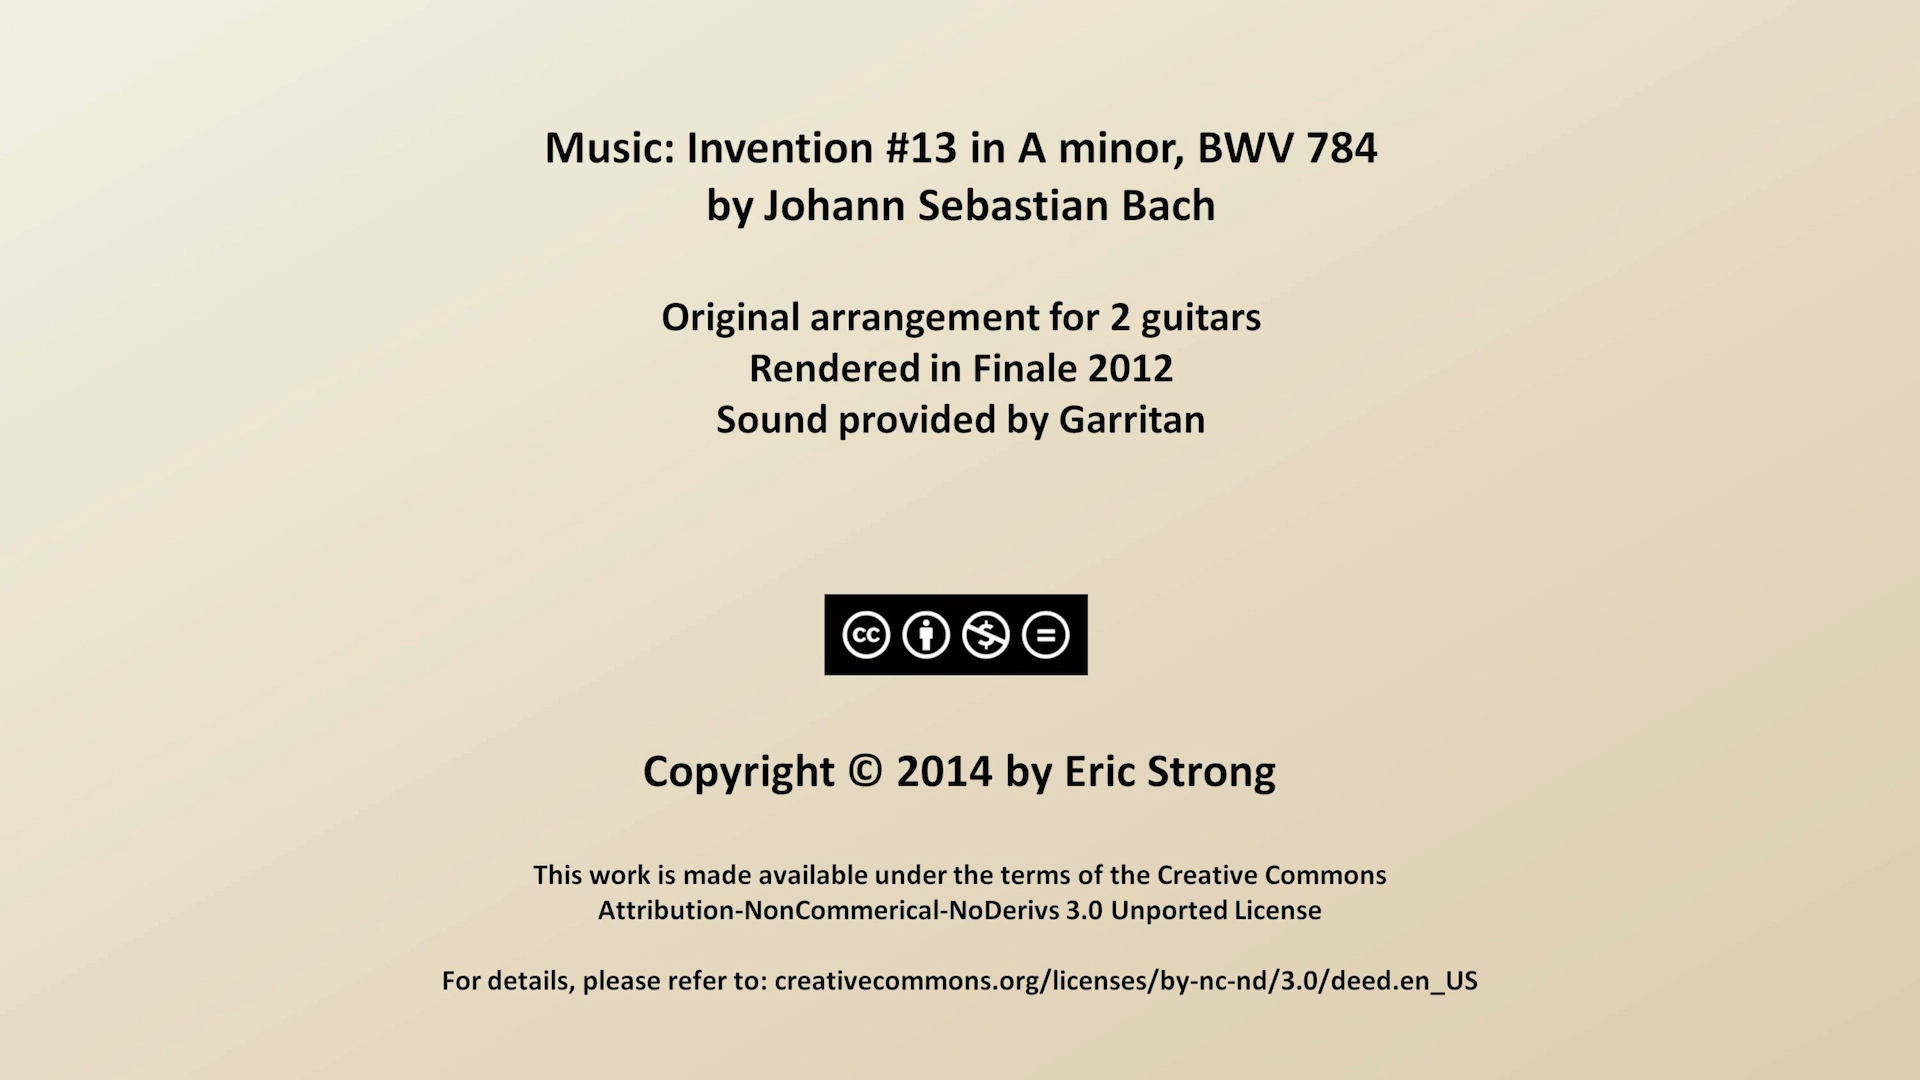 Music: Invention #13 in A minor, BWV 784
by Johann Sebastian Bach
Original arrangement for 2 guitars
Rendered in Finale 2012
Sound provided by Garritan
cc $ =
Copyright © 2014 by Eric Strong
This work is made available under the terms of the Creative Commons
Attribution-NonCommerical-NoDerivs 3.0 Unported License
For details, please refer to: creativecommons.org/licenses/by-nc-nd/3.0/deed.en_US